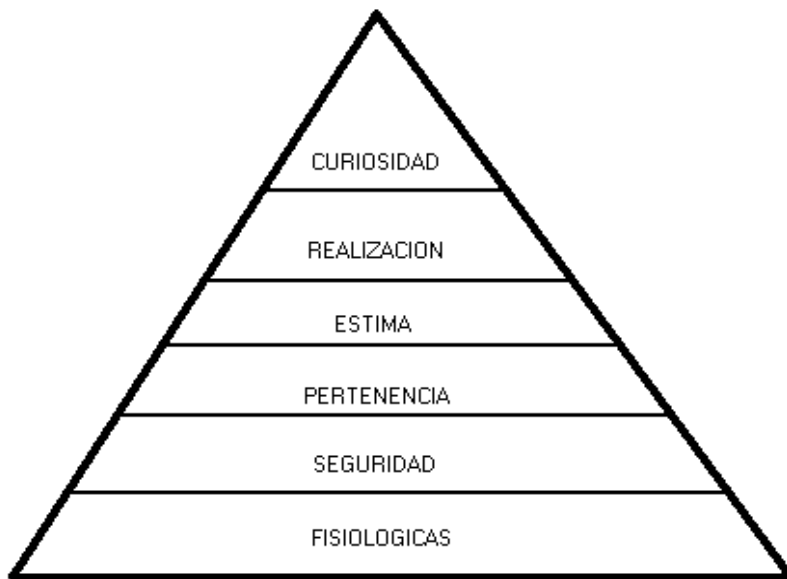 CURIOSIDAD
REALIZACION
ESTIMA
PERTENENCIA
SEGURIDAD
FISIOLOGICAS